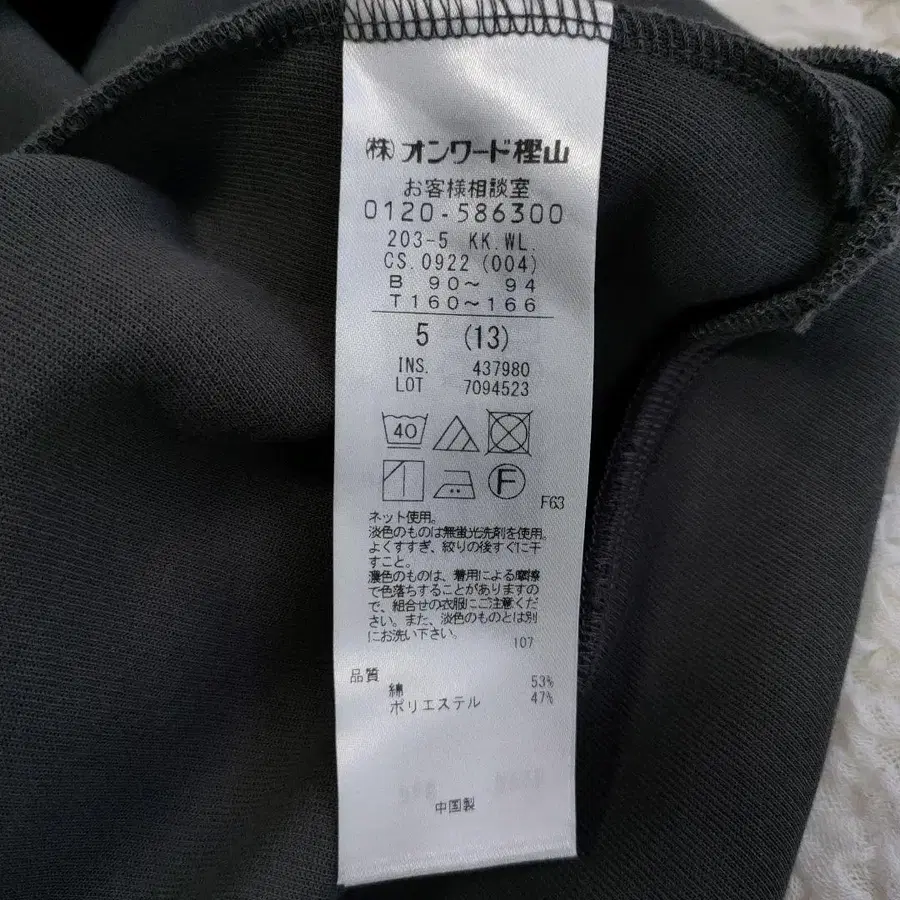 (株)オンワード樫山
お客様相談室
0120-586300
203-5 KK.WL.
CS.0922 (004)
B 90～ 94
T160～166
5 (13)
INS. 437980
LOT 7094523
40
F
F63
ネット使用。
淡色のものは無蛍光洗剤を使用。
よくすすぎ、絞りの後すぐに干
すこと。
濃色のものは、着用による摩擦
で色落ちすることがありますの
で、組合せの衣服にご注意くだ
さい。また、淡色のものとは別
にお洗い下さい。
107
品質
綿 53%
ポリエステル 47%
中国製